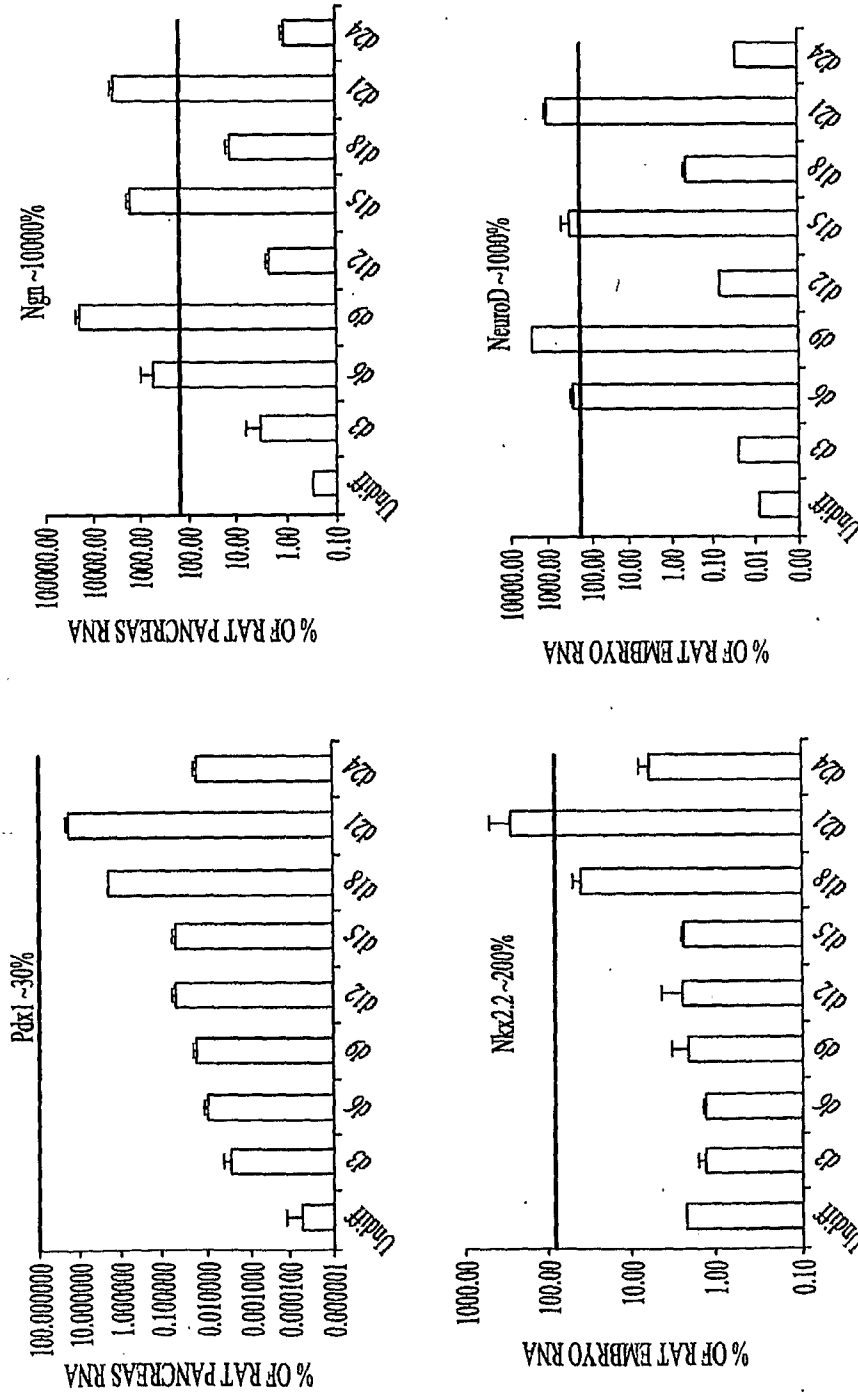 Pdx1 ~30%
% OF RAT PANCREAS RNA
100.000000
10.000000
1.000000
0.100000
0.010000
0.001000
0.000100
0.000001
Undiff
d3
d6
d9
d12
d15
d18
d21
d24
Ngn ~10000%
% OF RAT PANCREAS RNA
100000.00
10000.00
1000.00
100.00
10.00
1.00
0.10
Undiff
d3
d6
d9
d12
d15
d18
d21
d24
Nkx2.2 ~200%
% OF RAT EMBRYO RNA
1000.00
100.00
10.00
1.00
0.10
Undiff
d3
d6
d9
d12
d15
d18
d21
d24
NeuroD ~1000%
% OF RAT EMBRYO RNA
10000.00
1000.00
100.00
10.00
1.00
0.10
0.01
0.00
Undiff
d3
d6
d9
d12
d15
d18
d21
d24